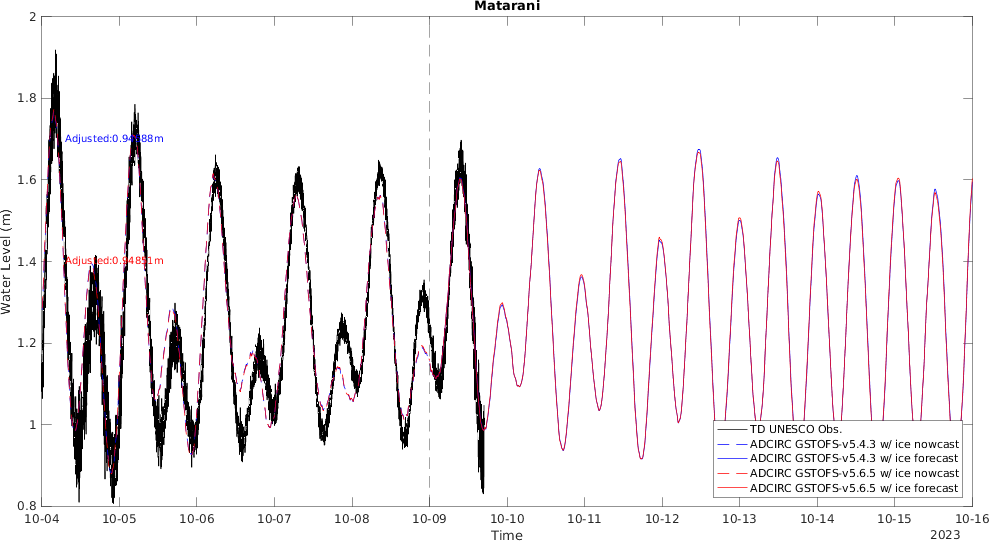 Matarani
2
1.8
1.6
1.4
1.2
1
0.8
Water Level (m)
10-04
10-05
10-06
10-07
10-08
10-09
10-10
10-11
10-12
10-13
10-14
10-15
10-16
Time
2023
TD UNESCO Obs.
ADCIRC GSTOFS-v5.4.3 w/ ice nowcast
ADCIRC GSTOFS-v5.4.3 w/ ice forecast
ADCIRC GSTOFS-v5.6.5 w/ ice nowcast
ADCIRC GSTOFS-v5.6.5 w/ ice forecast